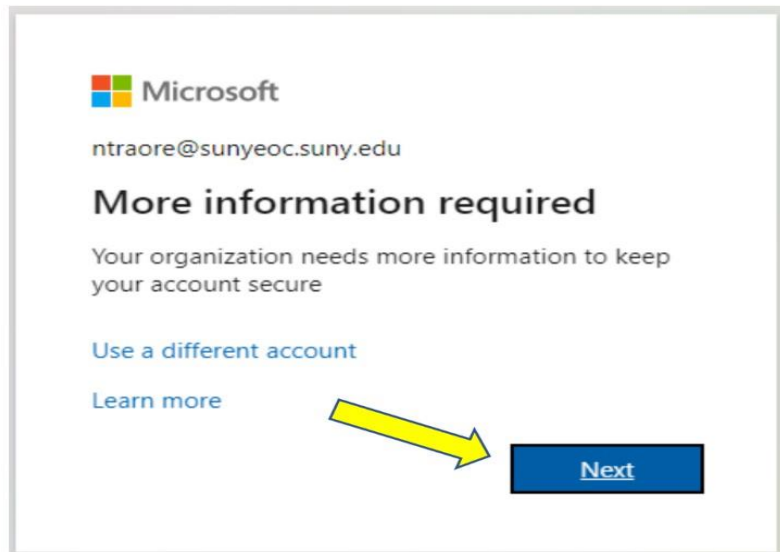 Microsoft
ntraore@sunyeoc.suny.edu
More information required
Your organization needs more information to keep
your account secure
Use a different account
Learn more
Next